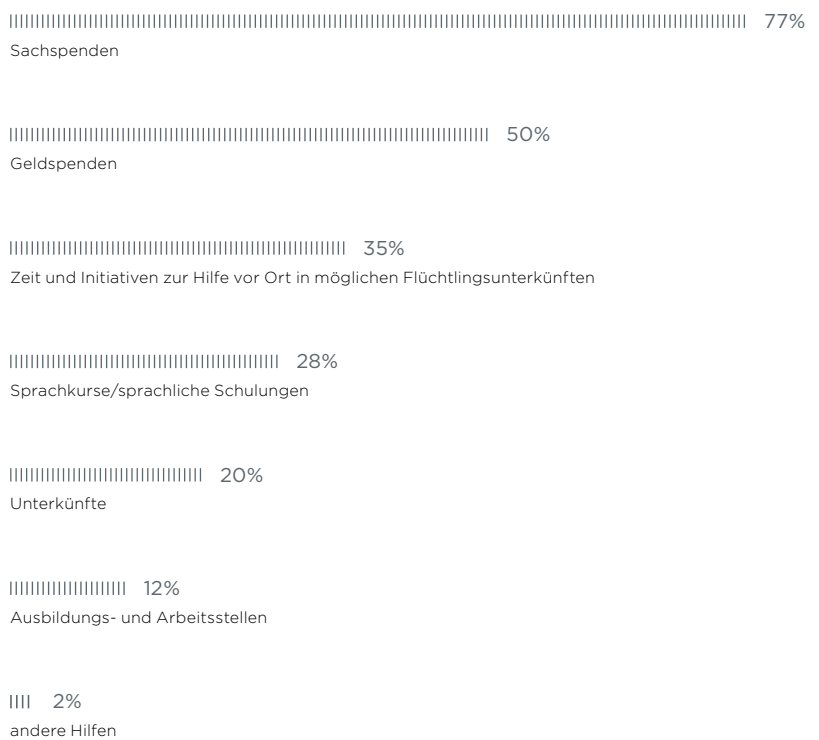 77%
Sachspenden
50%
Geldspenden
35%
Zeit und Initiativen zur Hilfe vor Ort in möglichen Flüchtlingsunterkünften
28%
Sprachkurse/sprachliche Schulungen
20%
Unterkünfte
12%
Ausbildungs- und Arbeitsstellen
2%
andere Hilfen